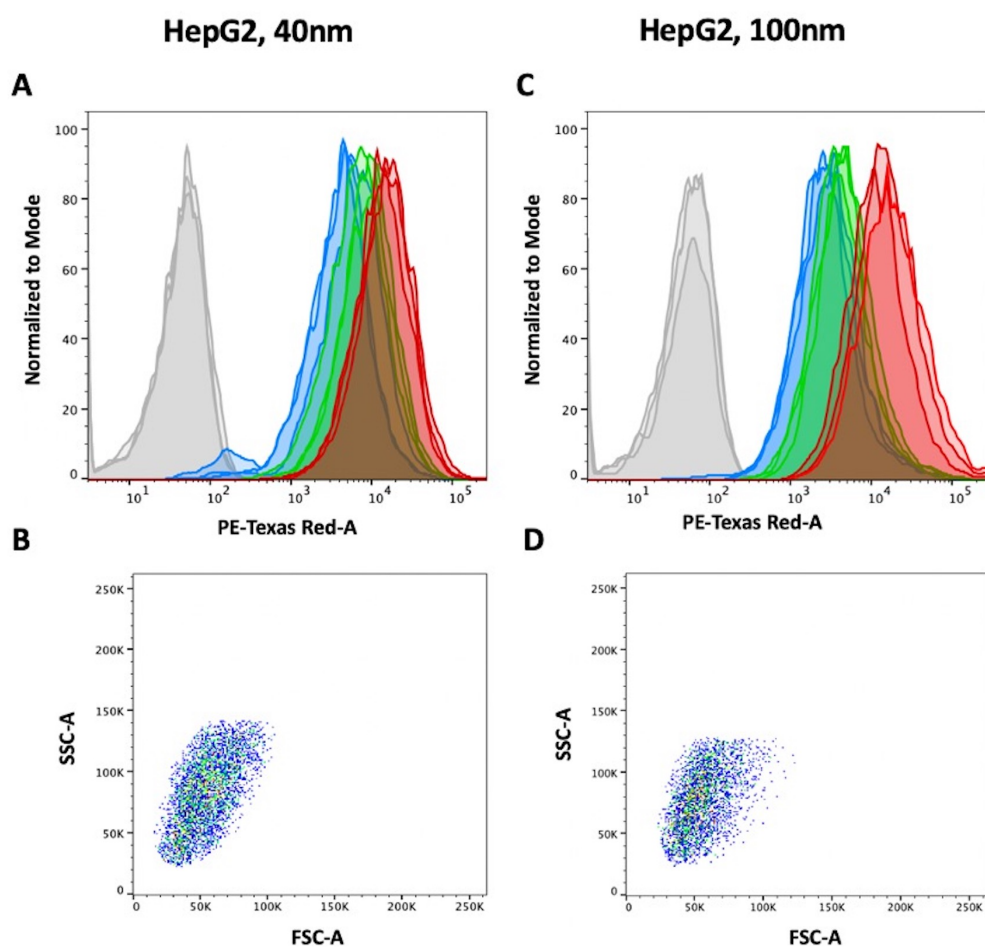 HepG2, 40nm
HepG2, 100nm
A
C
Normalized to Mode
100
80
60
40
20
0
10^1 10^2 10^3 10^4 10^5
PE-Texas Red-A
Normalized to Mode
100
80
60
40
20
0
10^1 10^2 10^3 10^4 10^5
PE-Texas Red-A
B
D
SSC-A
250K
200K
150K
100K
50K
0
0 50K 100K 150K 200K 250K
FSC-A
SSC-A
250K
200K
150K
100K
50K
0
0 50K 100K 150K 200K 250K
FSC-A